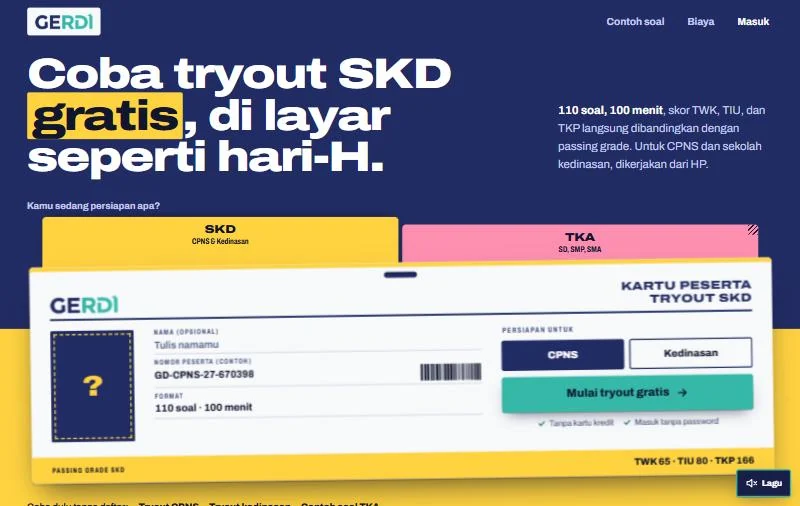 GERDI
Contoh soal
Biaya
Masuk
Coba tryout SKD
gratis, di layar
seperti hari-H.
110 soal, 100 menit, skor TWK, TIU, dan
TKP langsung dibandingkan dengan
passing grade. Untuk CPNS dan sekolah
kedinasan, dikerjakan dari HP.
Kamu sedang persiapan apa?
SKD
CPNS & Kedinasan
TKA
SD, SMP, SMA
GERDI
KARTU PESERTA
TRYOUT SKD
?
NAMA (OPSIONAL)
Tulis namamu
NOMOR PESERTA (CONTOH)
GD-CPNS-27-670398
FORMAT
110 soal · 100 menit
PERSIAPAN UNTUK
CPNS
Kedinasan
Mulai tryout gratis →
✓ Tanpa kartu kredit ✓ Masuk tanpa password
PASSING GRADE SKD
TWK 65 · TIU 80 · TKP 166
Lagu